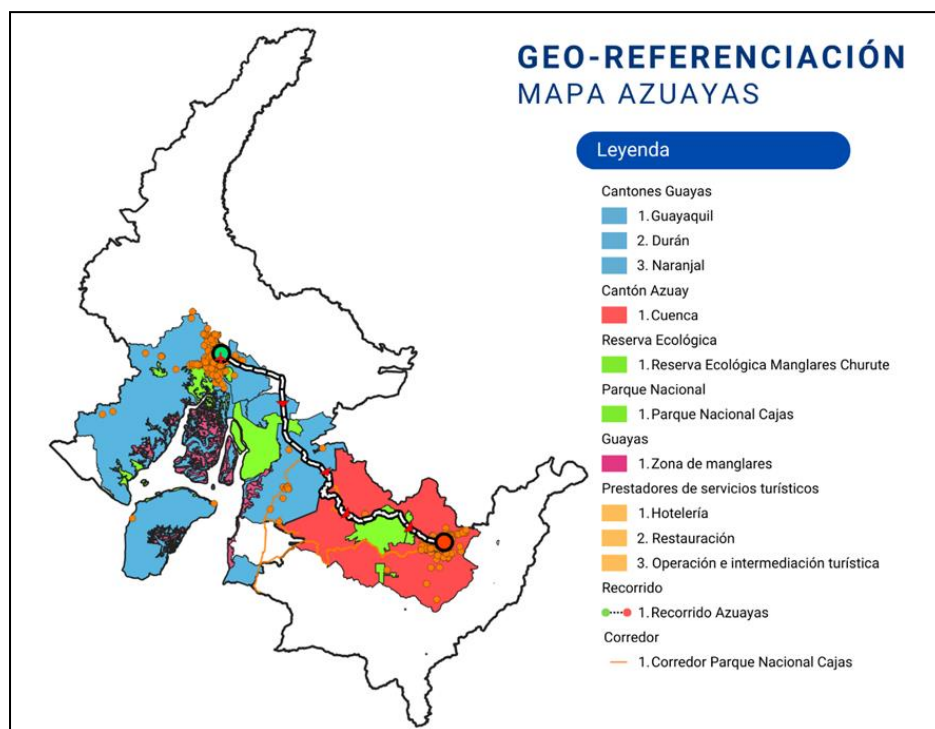 GEO-REFERENCIACIÓN
MAPA AZUAYAS
Leyenda
Cantones Guayas
1. Guayaquil
2. Durán
3. Naranjal
Cantón Azuay
1. Cuenca
Reserva Ecológica
1. Reserva Ecológica Manglares Churute
Parque Nacional
1. Parque Nacional Cajas
Guayas
1. Zona de manglares
Prestadores de servicios turísticos
1. Hotelería
2. Restauración
3. Operación e intermediación turística
Recorrido
1. Recorrido Azuayas
Corredor
1. Corredor Parque Nacional Cajas